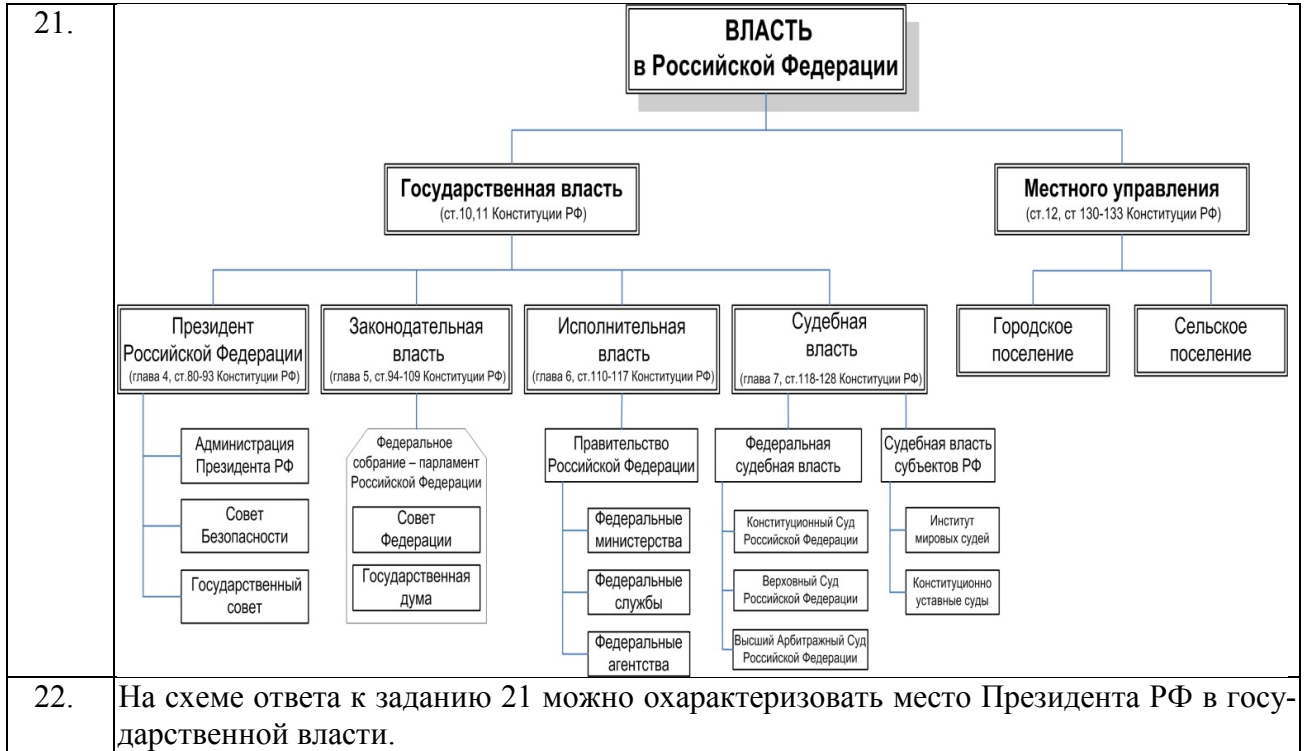 21.
ВЛАСТЬ
в Российской Федерации
Государственная власть
(ст.10,11 Конституции РФ)
Местного управления
(ст.12, ст 130-133 Конституции РФ)
Президент
Российской Федерации
(глава 4, ст.80-93 Конституции РФ)
Законодательная
власть
(глава 5, ст.94-109 Конституции РФ)
Исполнительная
власть
(глава 6, ст.110-117 Конституции РФ)
Судебная
власть
(глава 7, ст.118-128 Конституции РФ)
Городское
поселение
Сельское
поселение
Администрация
Президента РФ
Совет
Безопасности
Государственный
совет
Федеральное
собрание – парламент
Российской Федерации
Совет
Федерации
Государственная
дума
Правительство
Российской Федерации
Федеральные
министерства
Федеральные
службы
Федеральные
агентства
Федеральная
судебная власть
Конституционный Суд
Российской Федерации
Верховный Суд
Российской Федерации
Высший Арбитражный Суд
Российской Федерации
Судебная власть
субъектов РФ
Институт
мировых судей
Конституционно
уставные суды
22.
На схеме ответа к заданию 21 можно охарактеризовать место Президента РФ в госу-
дарственной власти.